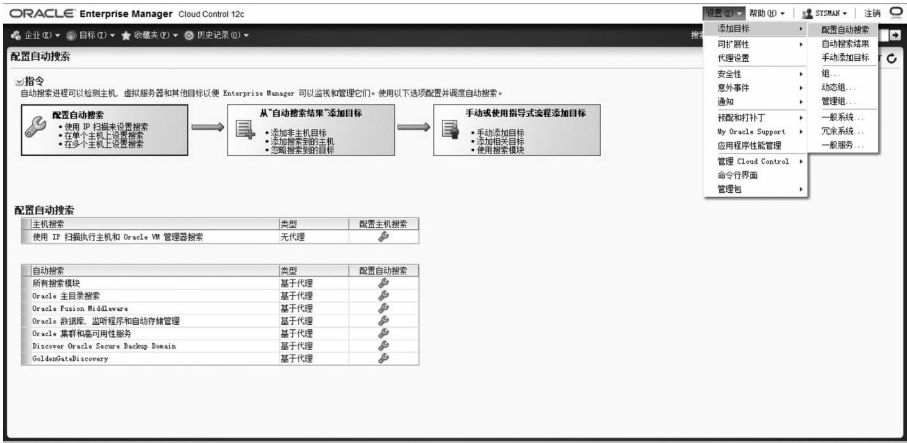 ORACLE Enterprise Manager Cloud Control 12c
设置(S) 帮助(H) SYSMAN 注销
企业(E) 目标(T) 收藏夹(F) 历史记录(O)
配置自动搜索
指令
自动搜索进程可以检测主机, 虚拟服务器和其他目标以便 Enterprise Manager 可以监视和管理它们。使用以下选项配置并调度自动搜索。
配置自动搜索
• 使用 IP 扫描来设置搜索
• 在单个主机上设置搜索
• 在多个主机上设置搜索
从"自动搜索结果"添加目标
• 添加非主机目标
• 添加搜索到的主机
• 忽略搜索到的目标
手动或使用指导式流程添加目标
• 手动添加目标
• 添加相关目标
• 使用搜索模块
添加目标
可扩展性
代理设置
安全性
意外事件
通知
预配和打补丁
My Oracle Support
应用程序性能管理
管理 Cloud Control
命令行界面
管理包
配置自动搜索
自动搜索结果
手动添加目标
组...
动态组...
管理组...
一般系统...
冗余系统...
一般服务...
配置自动搜索
主机搜索 类型 配置主机搜索
使用 IP 扫描执行主机和 Oracle VM 管理器搜索 无代理
自动搜索 类型 配置自动搜索
所有搜索模块 基于代理
Oracle 主目录搜索 基于代理
Oracle Fusion Middleware 基于代理
Oracle 数据库, 监听程序和自动存储管理 基于代理
Oracle 集群和高可用性服务 基于代理
Discover Oracle Secure Backup Domain 基于代理
GoldenGateDiscovery 基于代理